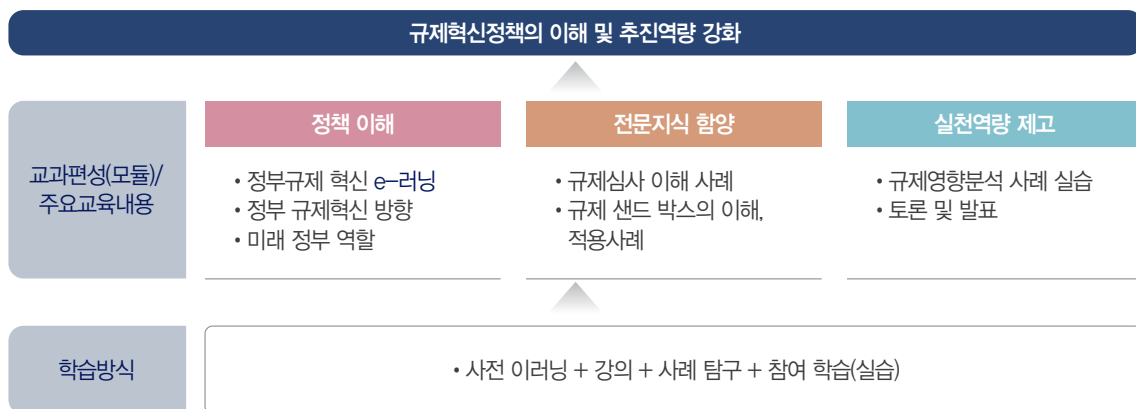 규제혁신정책의 이해 및 추진역량 강화
교과편성(모듈)/
주요교육내용
정책 이해
• 정부규제 혁신 e-러닝
• 정부 규제혁신 방향
• 미래 정부 역할
전문지식 함양
• 규제심사 이해 사례
• 규제 샌드 박스의 이해,
적용사례
실천역량 제고
• 규제영향분석 사례 실습
• 토론 및 발표
학습방식
• 사전 이러닝 + 강의 + 사례 탐구 + 참여 학습(실습)